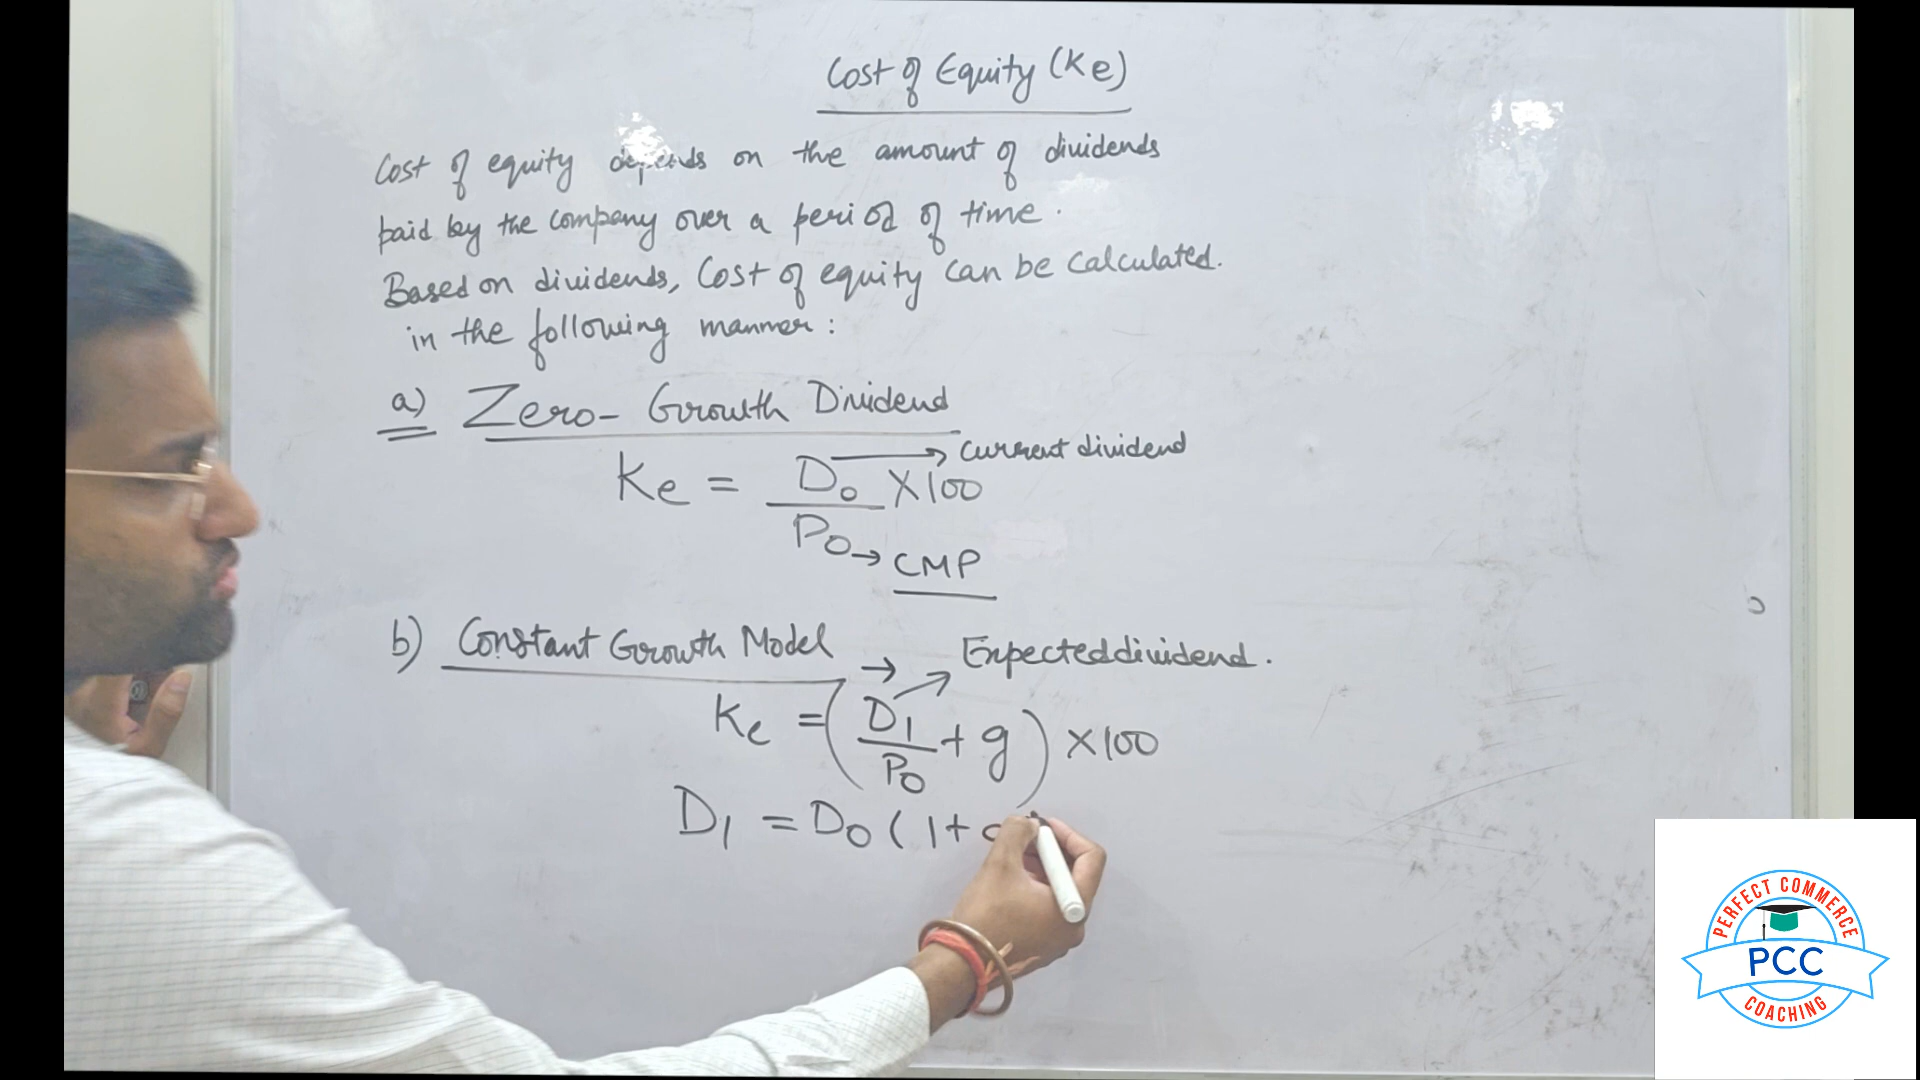 Cost of Equity (Ke)
Cost of equity depends on the amount of dividends
paid by the company over a period of time.
Based on dividends, Cost of equity can be calculated.
in the following manner:
a) Zero-Growth Dividend
Ke = D₀/P₀ X100
→ Current dividend
→ CMP
b) Constant Growth Model
→ Expected dividend.
Ke = (D₁/P₀ + g) X100
D₁ = D₀ (1+
PERFECT COMMERCE
PCC
COACHING